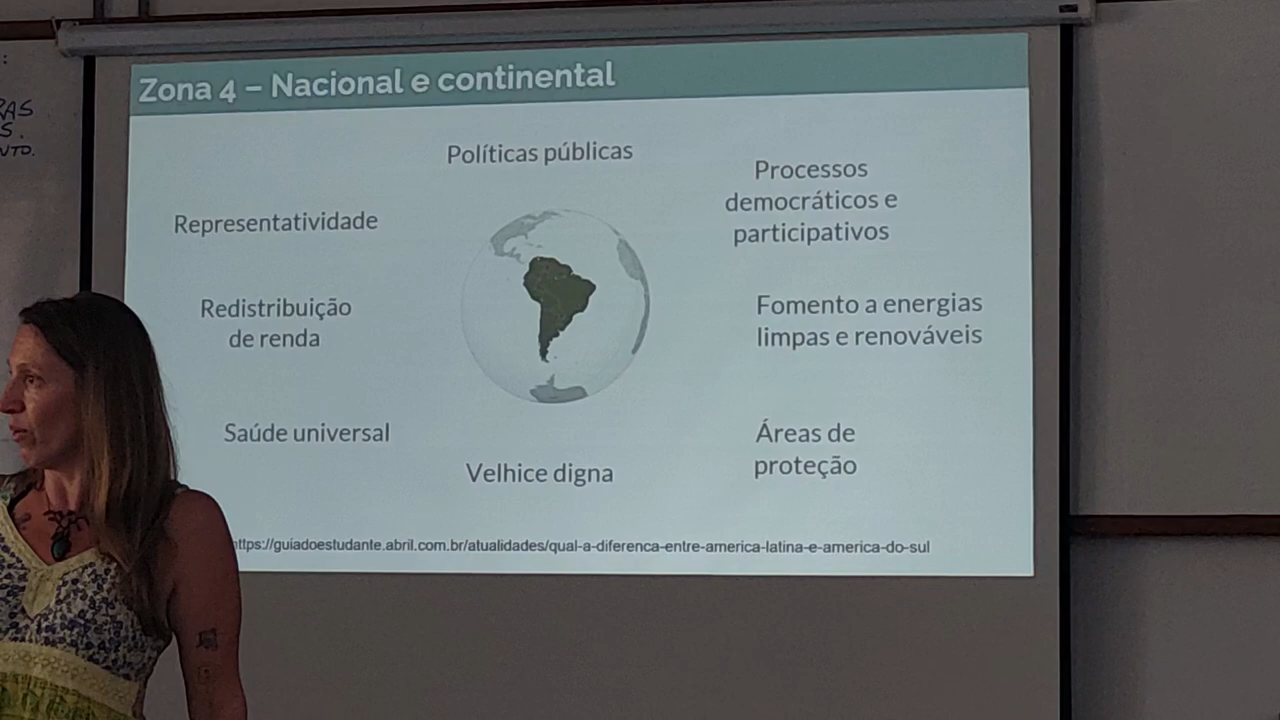 :
S.
Zona 4 – Nacional e continental
Políticas públicas
Processos
democráticos e
participativos
Representatividade
Redistribuição
de renda
Fomento a energias
limpas e renováveis
Saúde universal
Áreas de
proteção
Velhice digna
https://guiadoestudante.abril.com.br/atualidades/qual-a-diferenca-entre-america-latina-e-america-do-sul